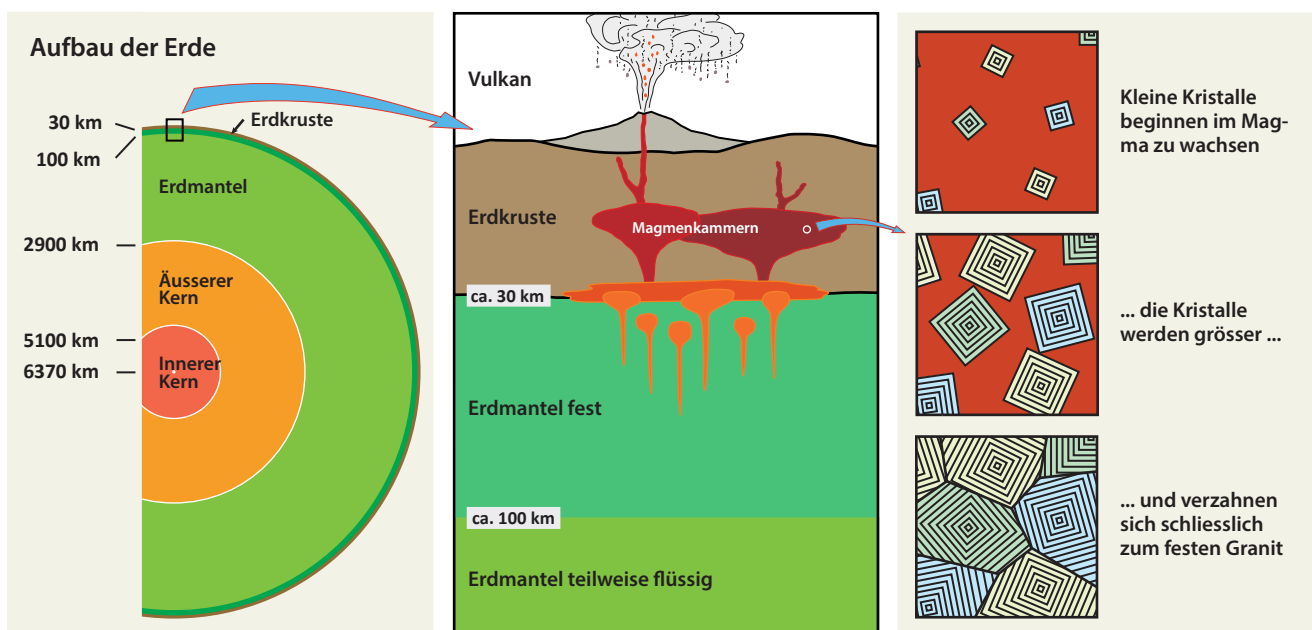 Aufbau der Erde
30 km
Erdkruste
100 km
Erdmantel
2900 km
Äusserer
Kern
5100 km
Innerer
6370 km
Kern
Vulkan
Erdkruste
Magmenkammern
ca. 30 km
Erdmantel fest
ca. 100 km
Erdmantel teilweise flüssig
Kleine Kristalle
beginnen im Mag-
ma zu wachsen
... die Kristalle
werden grösser ...
... und verzahnen
sich schliesslich
zum festen Granit